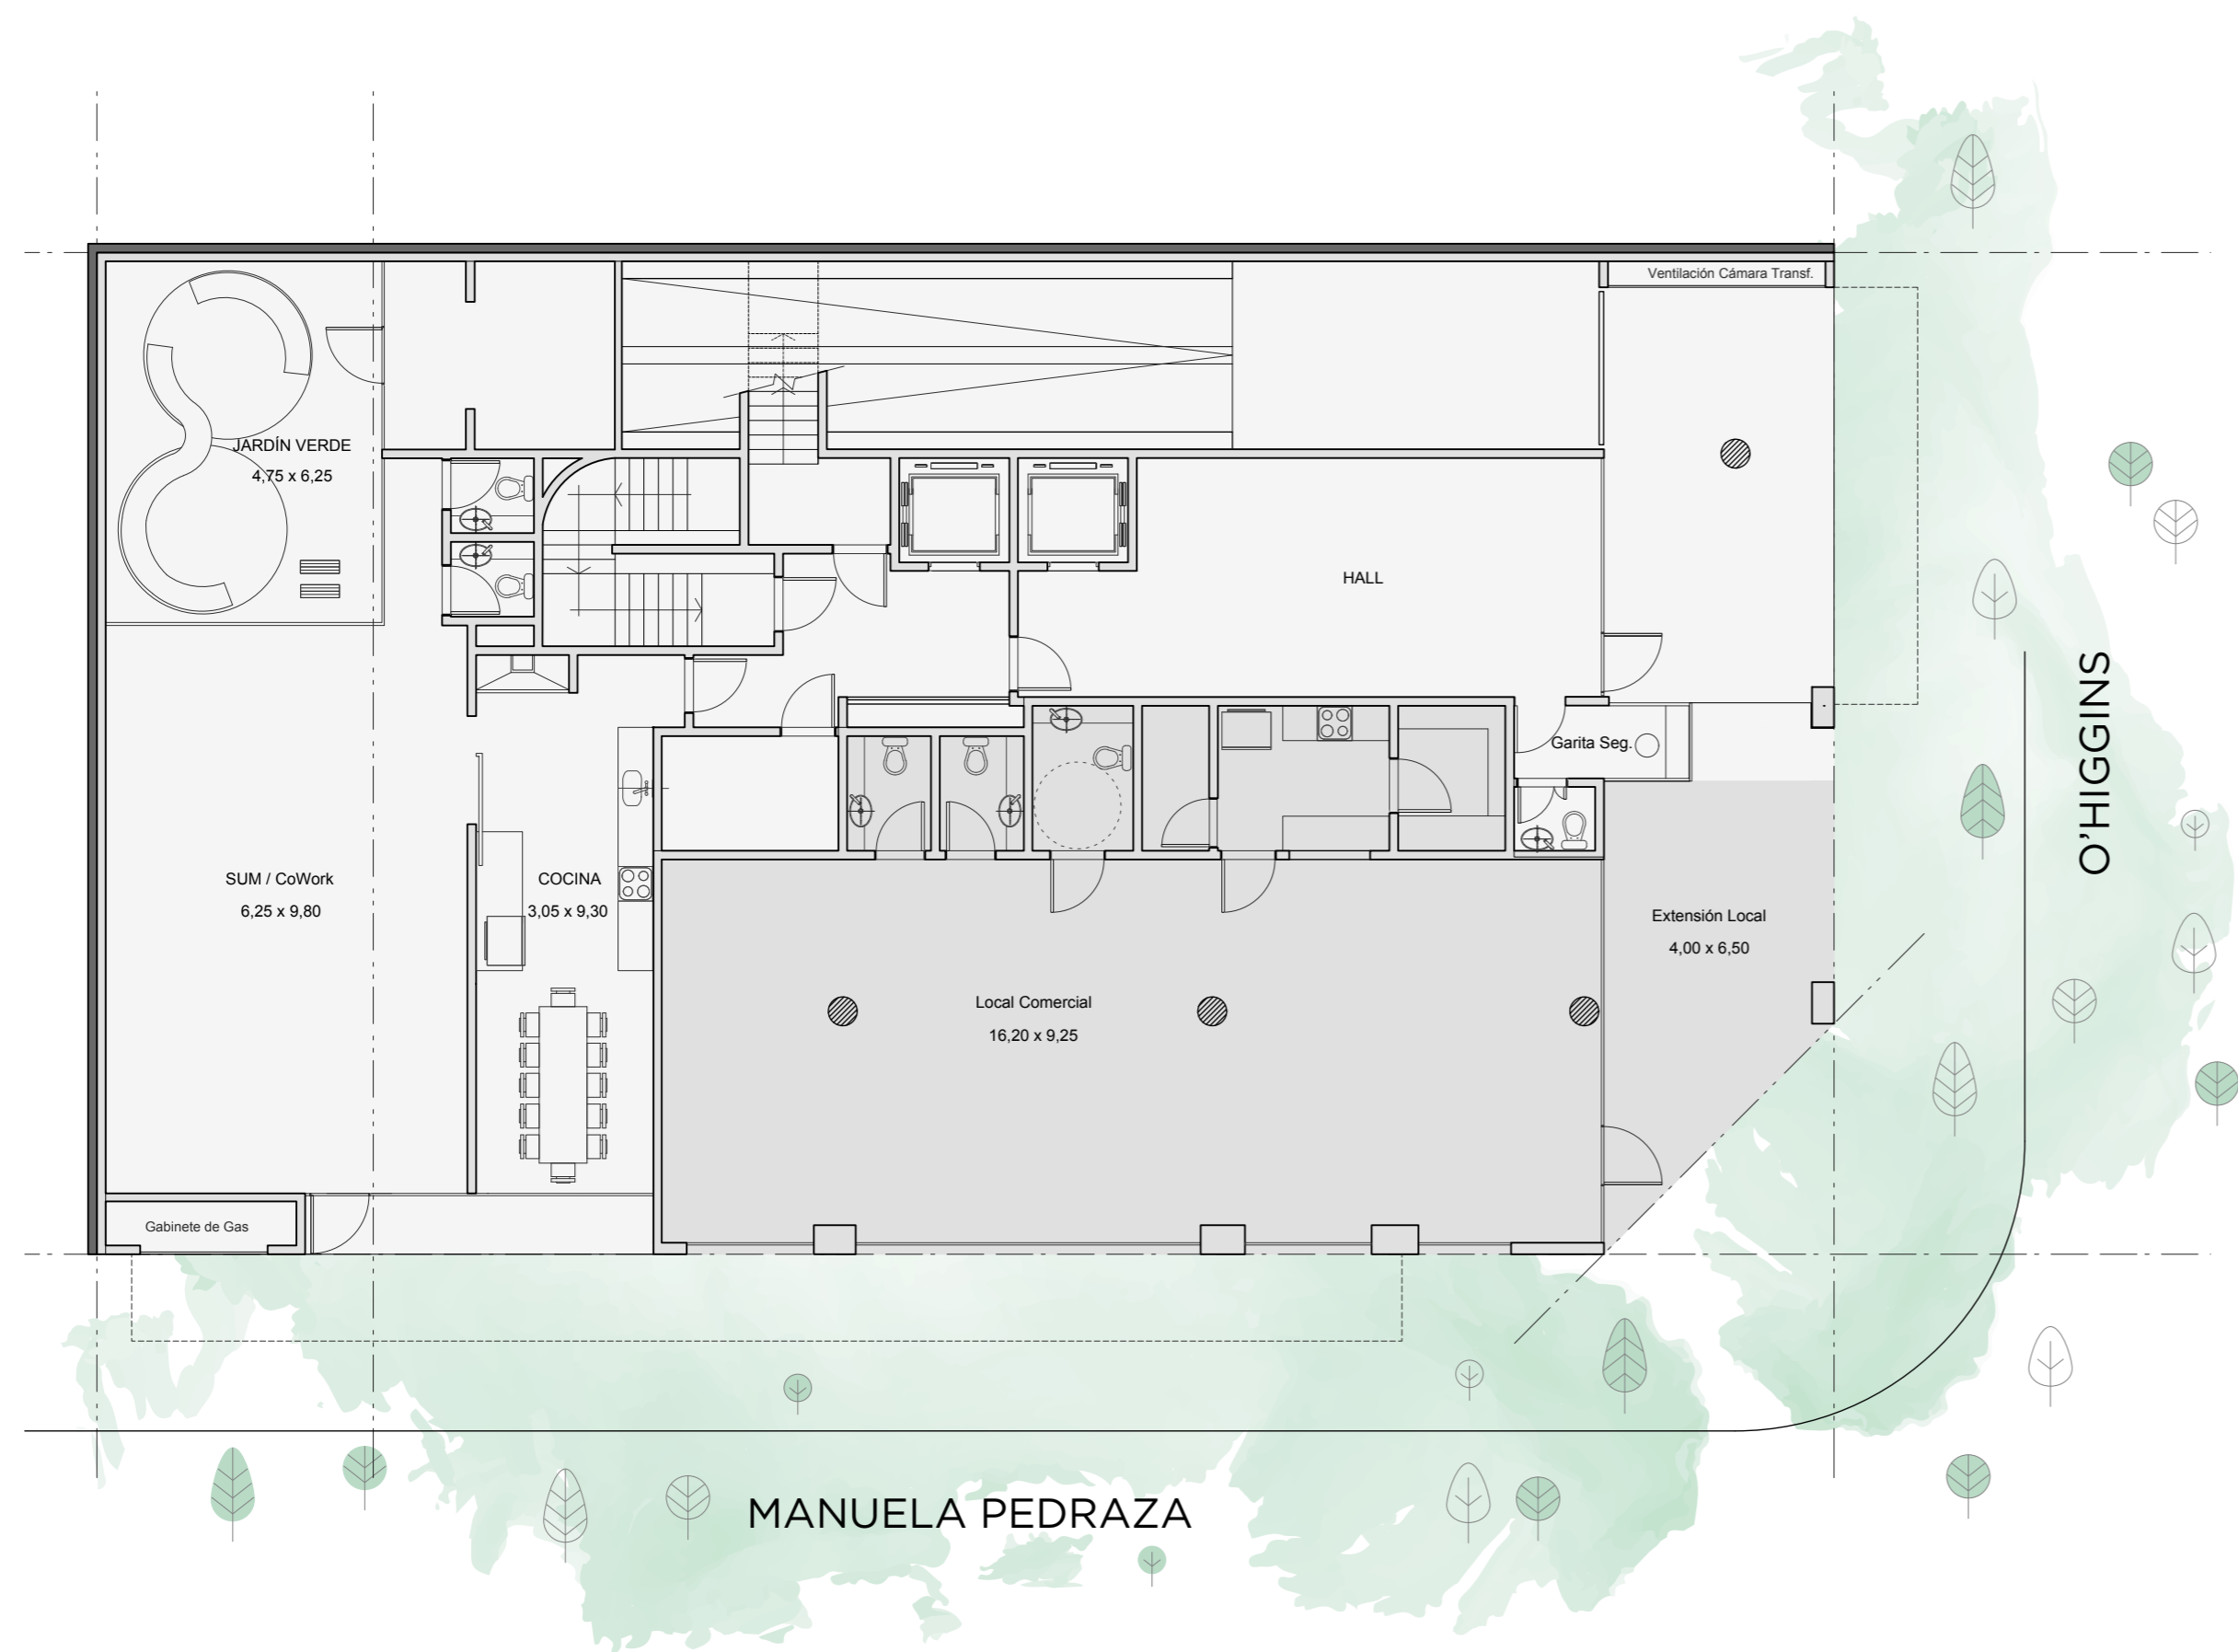 Ventilación Cámara Transf.
JARDÍN VERDE
4,75 x 6,25
HALL
Garita Seg.
O'HIGGINS
SUM / CoWork
6,25 x 9,80
COCINA
3,05 x 9,30
Extensión Local
4,00 x 6,50
Local Comercial
16,20 x 9,25
Gabinete de Gas
MANUELA PEDRAZA